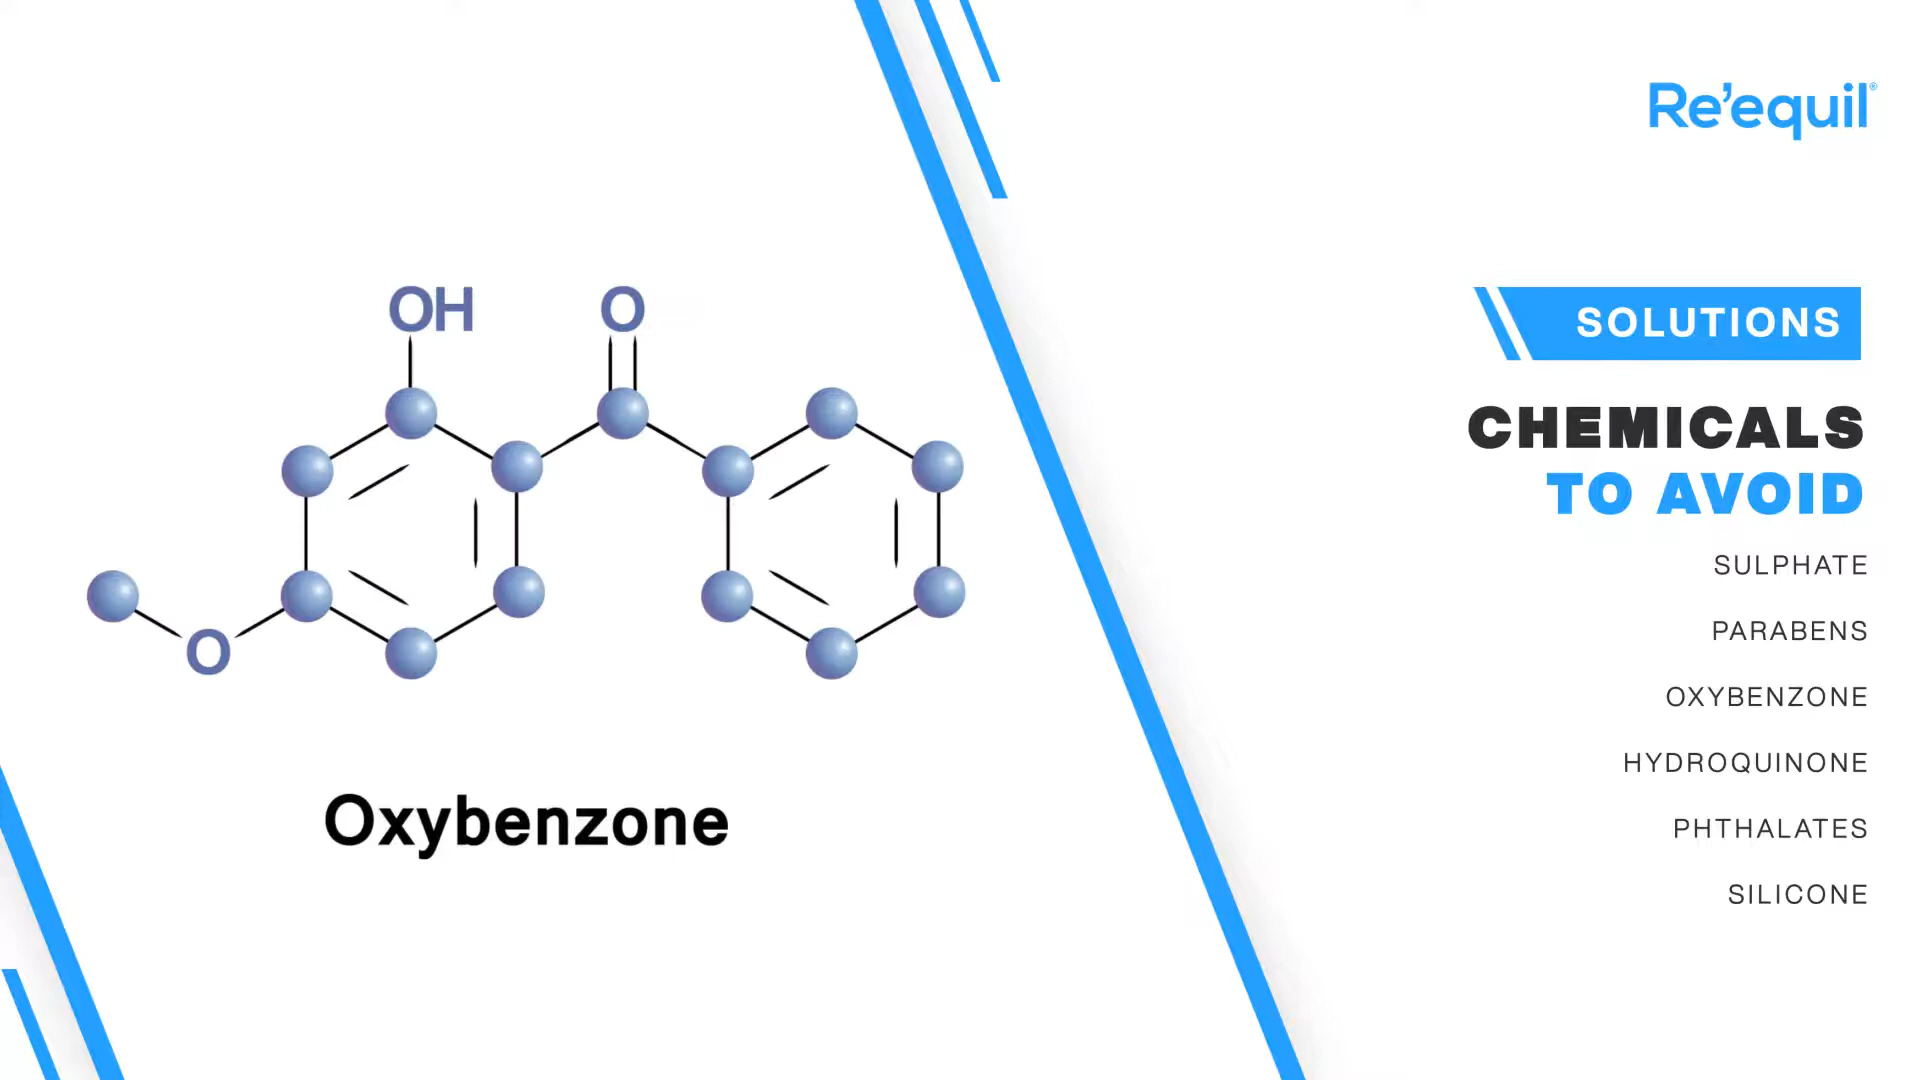 OH
O
O
Oxybenzone
Re'equil®
SOLUTIONS
CHEMICALS
TO AVOID
SULPHATE
PARABENS
OXYBENZONE
HYDROQUINONE
PHTHALATES
SILICONE